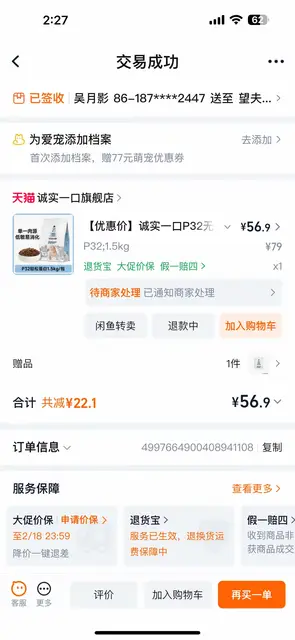 2:27
62
交易成功
已签收 吴月影 86-187****2447 送至 望夫...
为爱宠添加档案
去添加
首次添加档案，赠77元萌宠优惠券
天猫 诚实一口旗舰店
【优惠价】诚实一口P32无
¥56.9
P32;1.5kg
¥79
退货宝 大促价保 假一赔四
x1
单一肉源
低敏易消化
待商家处理 已通知商家处理
闲鱼转卖
退款中
加入购物车
赠品
1件
合计 共减¥22.1
¥56.9
订单信息
4997664900408941108 复制
服务保障
查看更多
大促价保 申请价保
至2/18 23:59
降价一键退差
退货宝
服务已生效，退换货运
费保障中
假一赔四
收到商品非
获商品成交
客服
更多
评价
加入购物车
再买一单